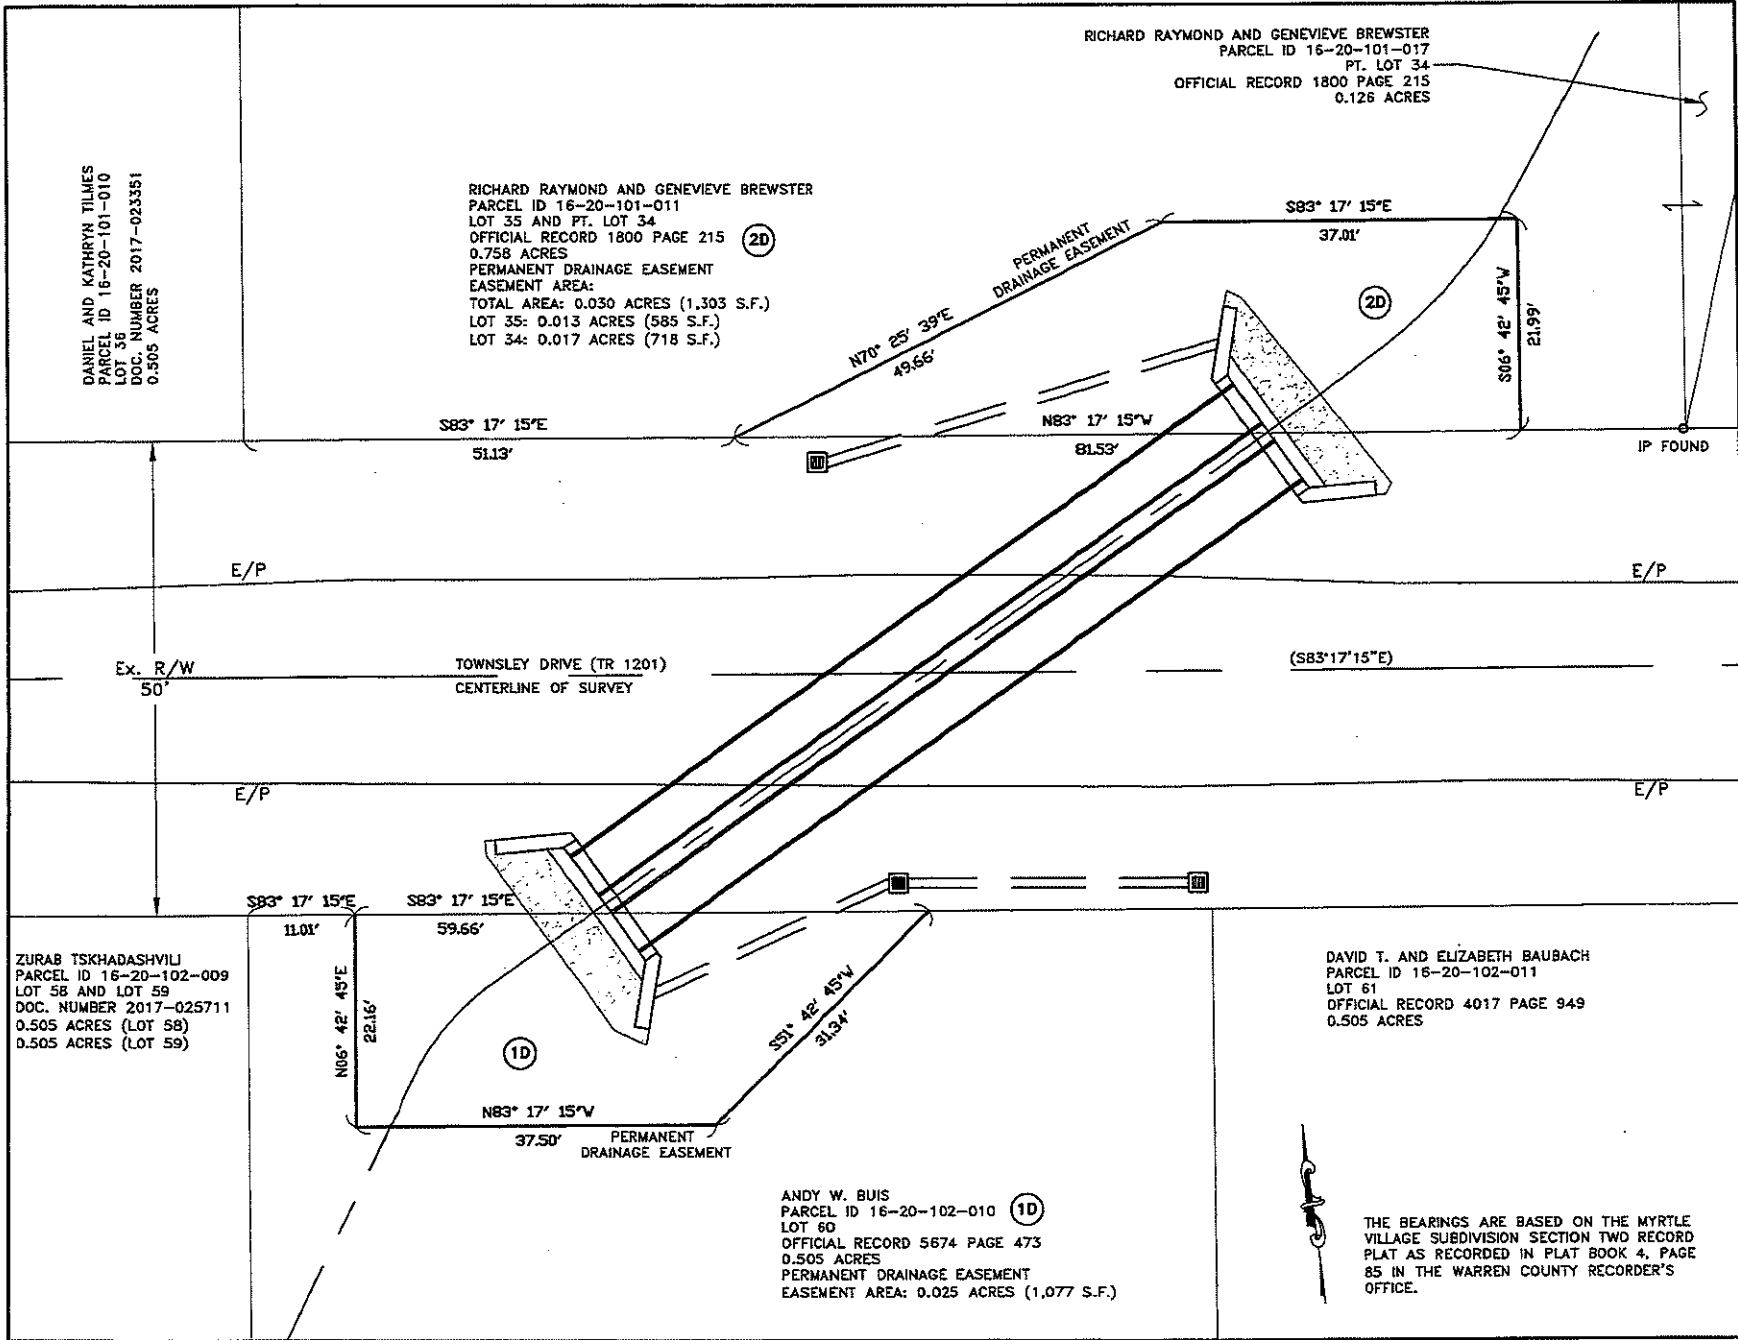 RICHARD RAYMOND AND GENEVIEVE BREWSTER
PARCEL ID 16-20-101-017
PT. LOT 34
OFFICIAL RECORD 1800 PAGE 215
0.126 ACRES
DANIEL AND KATHRYN TILMES
PARCEL ID 16-20-101-010
LOT 36
DOC. NUMBER 2017-023351
0.505 ACRES
RICHARD RAYMOND AND GENEVIEVE BREWSTER
PARCEL ID 16-20-101-011
LOT 35 AND PT. LOT 34
OFFICIAL RECORD 1800 PAGE 215 2D
0.758 ACRES
PERMANENT DRAINAGE EASEMENT
EASEMENT AREA:
TOTAL AREA: 0.030 ACRES (1,303 S.F.)
LOT 35: 0.013 ACRES (585 S.F.)
LOT 34: 0.017 ACRES (718 S.F.)
PERMANENT
DRAINAGE EASEMENT
S83° 17' 15"E
37.01'
2D
S06° 42' 45"W
21.99'
N70° 25' 39"E
49.66'
S83° 17' 15"E
51.13'
N83° 17' 15"W
81.53'
IP FOUND
E/P
E/P
Ex. R/W
50'
TOWNSLEY DRIVE (TR 1201)
CENTERLINE OF SURVEY
(S83°17'15"E)
E/P
E/P
S83° 17' 15"E
11.01'
S83° 17' 15"E
59.66'
ZURAB TSKHADASHVILI
PARCEL ID 16-20-102-009
LOT 58 AND LOT 59
DOC. NUMBER 2017-025711
0.505 ACRES (LOT 58)
0.505 ACRES (LOT 59)
N06° 42' 45"E
22.16'
1D
S51° 42' 45"W
31.34'
N83° 17' 15"W
37.50'
PERMANENT
DRAINAGE EASEMENT
DAVID T. AND ELIZABETH BAUBACH
PARCEL ID 16-20-102-011
LOT 61
OFFICIAL RECORD 4017 PAGE 949
0.505 ACRES
ANDY W. BUIS
PARCEL ID 16-20-102-010 1D
LOT 60
OFFICIAL RECORD 5674 PAGE 473
0.505 ACRES
PERMANENT DRAINAGE EASEMENT
EASEMENT AREA: 0.025 ACRES (1,077 S.F.)
THE BEARINGS ARE BASED ON THE MYRTLE
VILLAGE SUBDIVISION SECTION TWO RECORD
PLAT AS RECORDED IN PLAT BOOK 4, PAGE
85 IN THE WARREN COUNTY RECORDER'S
OFFICE.